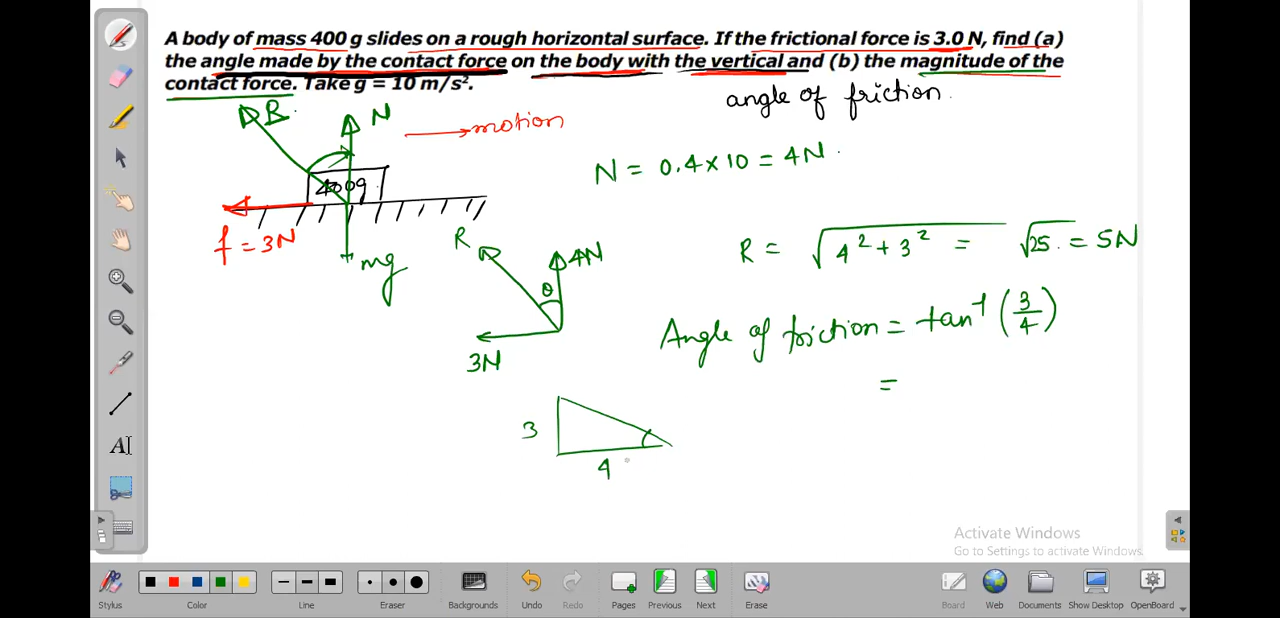 A body of mass 400 g slides on a rough horizontal surface. If the frictional force is 3.0 N, find (a)
the angle made by the contact force on the body with the vertical and (b) the magnitude of the
contact force. Take g = 10 m/s².
angle of friction.
R
N
motion
N = 0.4 × 10 = 4N
400g
f = 3N
mg
R
4N
θ
3N
R = √4² + 3² = √25 = 5N
Angle of friction = tan⁻¹ (3/4)
=
3
4
A
Activate Windows
Go to Settings to activate Windows.
Stylus
Color
Line
Eraser
Backgrounds
Undo
Redo
Pages
Previous
Next
Erase
Board
Web
Documents
Show Desktop
OpenBoard